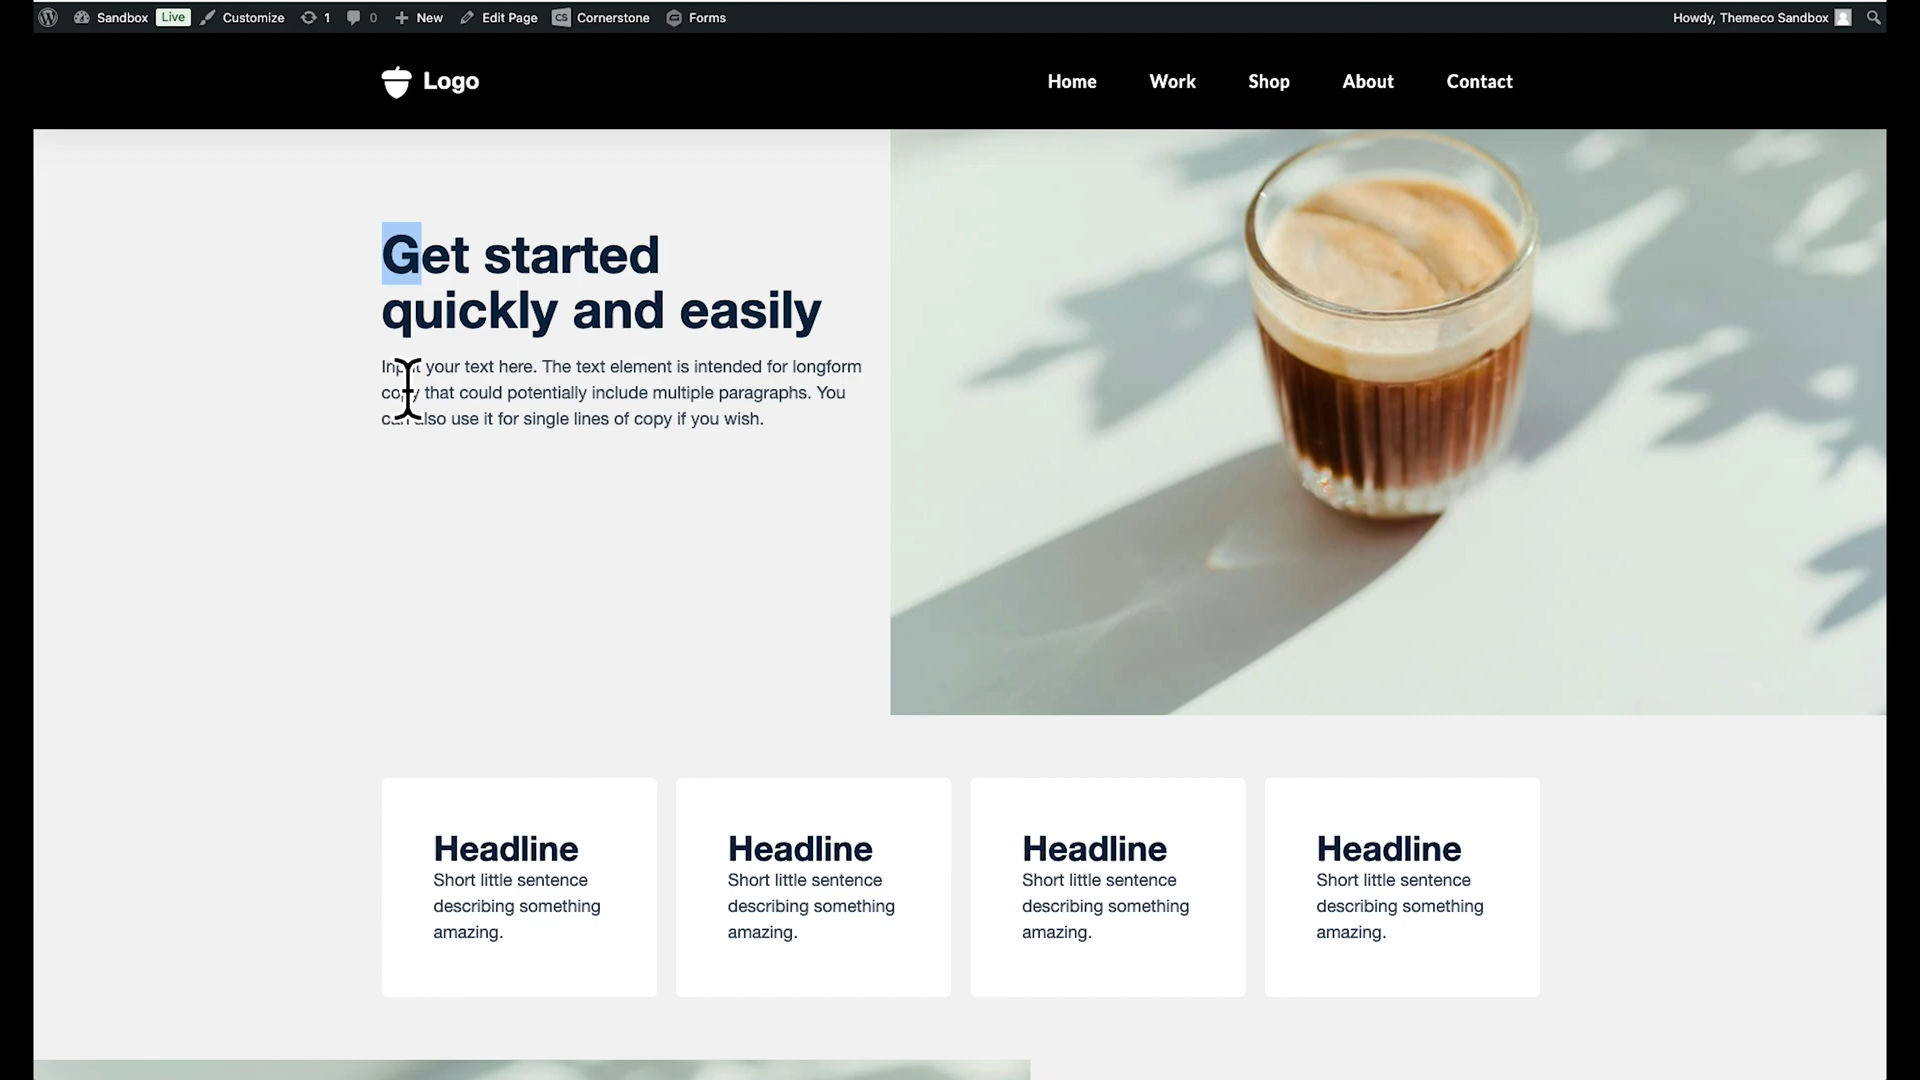 Sandbox Live Customize 1 0 New Edit Page CS Cornerstone Forms Howdy, Themeco Sandbox
Logo Home Work Shop About Contact
Get started
quickly and easily
Input your text here. The text element is intended for longform
copy that could potentially include multiple paragraphs. You
can also use it for single lines of copy if you wish.
Headline
Short little sentence
describing something
amazing.
Headline
Short little sentence
describing something
amazing.
Headline
Short little sentence
describing something
amazing.
Headline
Short little sentence
describing something
amazing.